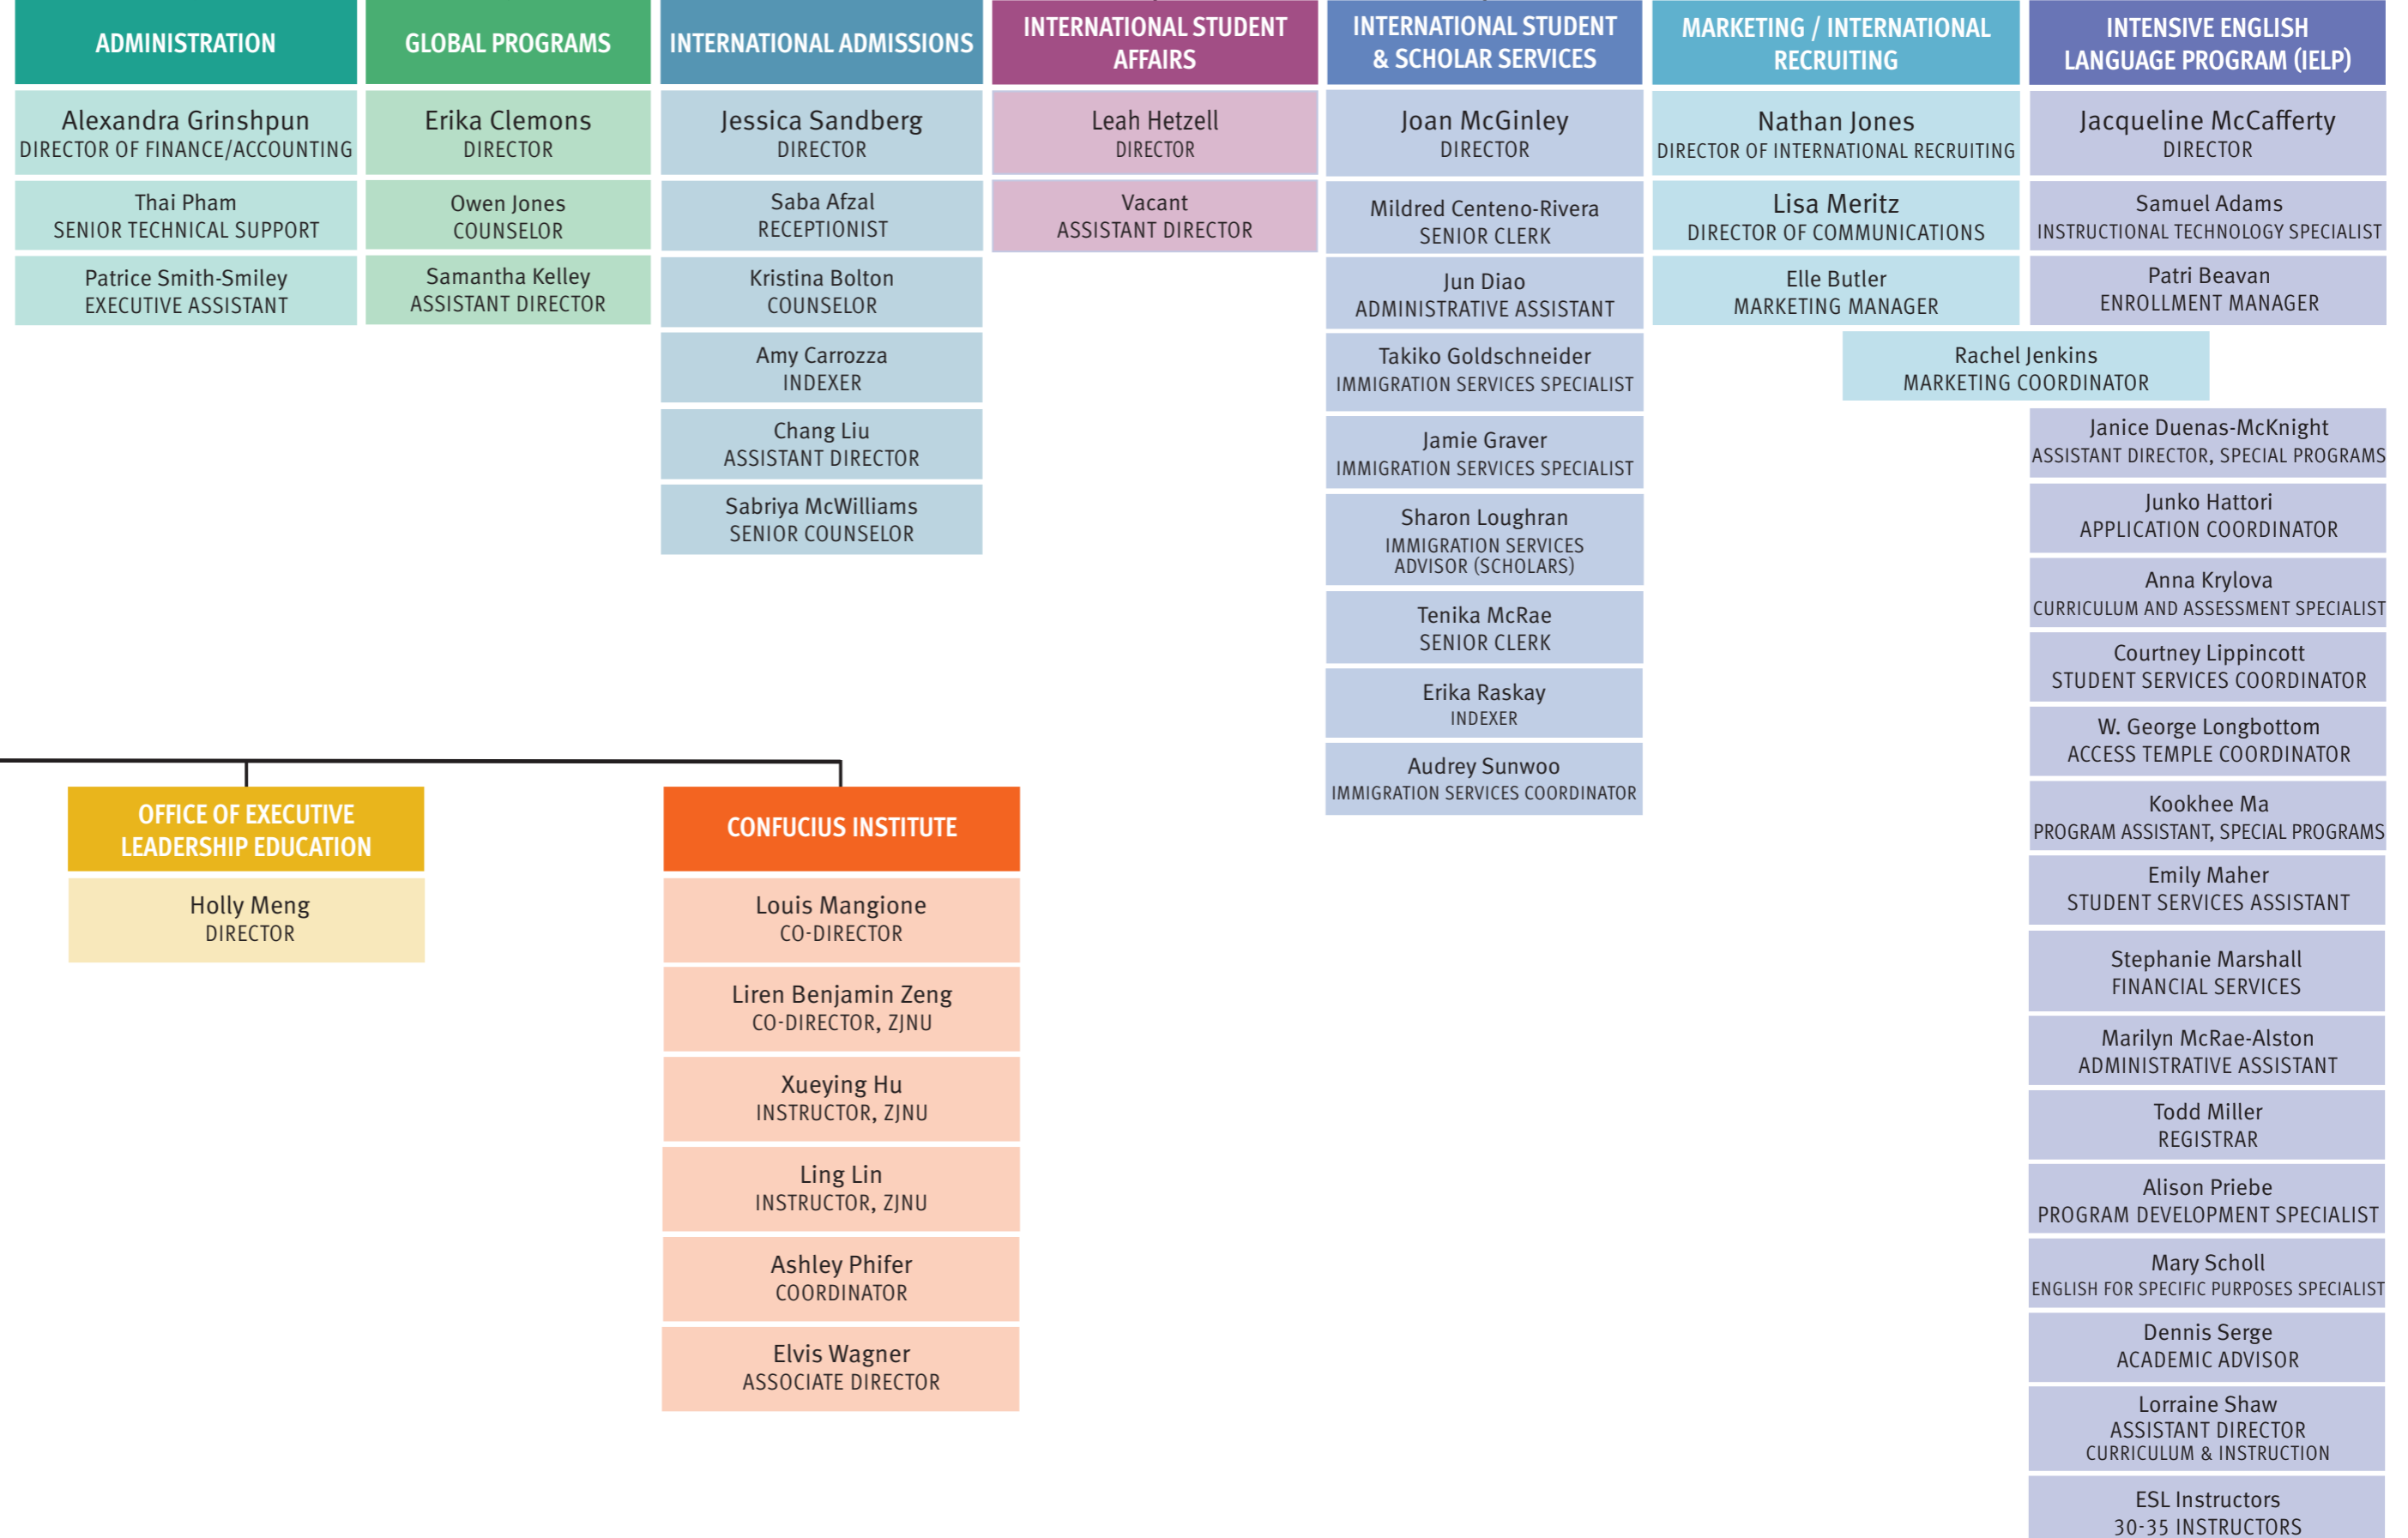 ADMINISTRATION
Alexandra Grinshpun
DIRECTOR OF FINANCE/ACCOUNTING
Thai Pham
SENIOR TECHNICAL SUPPORT
Patrice Smith-Smiley
EXECUTIVE ASSISTANT
GLOBAL PROGRAMS
Erika Clemons
DIRECTOR
Owen Jones
COUNSELOR
Samantha Kelley
ASSISTANT DIRECTOR
INTERNATIONAL ADMISSIONS
Jessica Sandberg
DIRECTOR
Saba Afzal
RECEPTIONIST
Kristina Bolton
COUNSELOR
Amy Carrozza
INDEXER
Chang Liu
ASSISTANT DIRECTOR
Sabriya McWilliams
SENIOR COUNSELOR
INTERNATIONAL STUDENT
AFFAIRS
Leah Hetzell
DIRECTOR
Vacant
ASSISTANT DIRECTOR
INTERNATIONAL STUDENT
& SCHOLAR SERVICES
Joan McGinley
DIRECTOR
Mildred Centeno-Rivera
SENIOR CLERK
Jun Diao
ADMINISTRATIVE ASSISTANT
Takiko Goldschneider
IMMIGRATION SERVICES SPECIALIST
Jamie Graver
IMMIGRATION SERVICES SPECIALIST
Sharon Loughran
IMMIGRATION SERVICES
ADVISOR (SCHOLARS)
Tenika McRae
SENIOR CLERK
Erika Raskay
INDEXER
Audrey Sunwoo
IMMIGRATION SERVICES COORDINATOR
MARKETING / INTERNATIONAL
RECRUITING
Nathan Jones
DIRECTOR OF INTERNATIONAL RECRUITING
Lisa Meritz
DIRECTOR OF COMMUNICATIONS
Elle Butler
MARKETING MANAGER
Rachel Jenkins
MARKETING COORDINATOR
INTENSIVE ENGLISH
LANGUAGE PROGRAM (IELP)
Jacqueline McCafferty
DIRECTOR
Samuel Adams
INSTRUCTIONAL TECHNOLOGY SPECIALIST
Patri Beavan
ENROLLMENT MANAGER
Janice Duenas-McKnight
ASSISTANT DIRECTOR, SPECIAL PROGRAMS
Junko Hattori
APPLICATION COORDINATOR
Anna Krylova
CURRICULUM AND ASSESSMENT SPECIALIST
Courtney Lippincott
STUDENT SERVICES COORDINATOR
W. George Longbottom
ACCESS TEMPLE COORDINATOR
Kookhee Ma
PROGRAM ASSISTANT, SPECIAL PROGRAMS
Emily Maher
STUDENT SERVICES ASSISTANT
Stephanie Marshall
FINANCIAL SERVICES
Marilyn McRae-Alston
ADMINISTRATIVE ASSISTANT
Todd Miller
REGISTRAR
Alison Priebe
PROGRAM DEVELOPMENT SPECIALIST
Mary Scholl
ENGLISH FOR SPECIFIC PURPOSES SPECIALIST
Dennis Serge
ACADEMIC ADVISOR
Lorraine Shaw
ASSISTANT DIRECTOR
CURRICULUM & INSTRUCTION
ESL Instructors
30-35 INSTRUCTORS
OFFICE OF EXECUTIVE
LEADERSHIP EDUCATION
Holly Meng
DIRECTOR
CONFUCIUS INSTITUTE
Louis Mangione
CO-DIRECTOR
Liren Benjamin Zeng
CO-DIRECTOR, ZJNU
Xueying Hu
INSTRUCTOR, ZJNU
Ling Lin
INSTRUCTOR, ZJNU
Ashley Phifer
COORDINATOR
Elvis Wagner
ASSOCIATE DIRECTOR